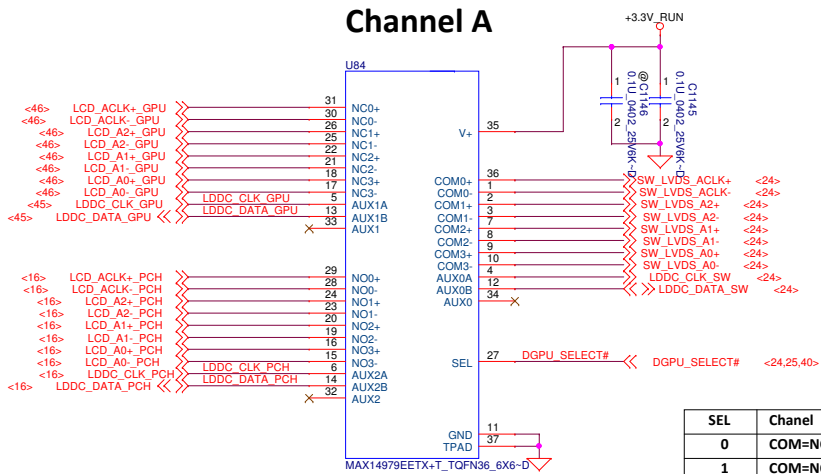 Channel A
+3.3V_RUN
U84
1
@C1146
0.1U_0402_25V6K~D
2
1
C1145
0.1U_0402_25V6K~D
2
<46> LCD_ACLK+_GPU 31 NC0+
<46> LCD_ACLK-_GPU 30 NC0-
<46> LCD_A2+_GPU 26 NC1+
<46> LCD_A2-_GPU 25 NC1-
<46> LCD_A1+_GPU 22 NC2+
<46> LCD_A1-_GPU 21 NC2-
<46> LCD_A0+_GPU 18 NC3+
<46> LCD_A0-_GPU 17 NC3-
<45> LDDC_CLK_GPU LDDC_CLK_GPU 5 AUX1A
<45> LDDC_DATA_GPU LDDC_DATA_GPU 13 AUX1B
33 AUX1
V+ 35
COM0+ 36 SW_LVDS_ACLK+ <24>
COM0- 1 SW_LVDS_ACLK- <24>
COM1+ 2 SW_LVDS_A2+ <24>
COM1- 3 SW_LVDS_A2- <24>
COM2+ 7 SW_LVDS_A1+ <24>
COM2- 8 SW_LVDS_A1- <24>
COM3+ 9 SW_LVDS_A0+ <24>
COM3- 10 SW_LVDS_A0- <24>
AUX0A 4 LDDC_CLK_SW <24>
AUX0B 12 LDDC_DATA_SW <24>
AUX0 34
<16> LCD_ACLK+_PCH 29 NO0+
<16> LCD_ACLK-_PCH 28 NO0-
<16> LCD_A2+_PCH 24 NO1+
<16> LCD_A2-_PCH 23 NO1-
<16> LCD_A1+_PCH 20 NO2+
<16> LCD_A1-_PCH 19 NO2-
<16> LCD_A0+_PCH 16 NO3+
<16> LCD_A0-_PCH 15 NO3-
<16> LDDC_CLK_PCH LDDC_CLK_PCH 6 AUX2A
<16> LDDC_DATA_PCH LDDC_DATA_PCH 14 AUX2B
32 AUX2
SEL 27 DGPU_SELECT# DGPU_SELECT# <24,25,40>
GND 11
TPAD 37
MAX14979EETX+T_TQFN36_6X6~D
SEL Chanel
0
1